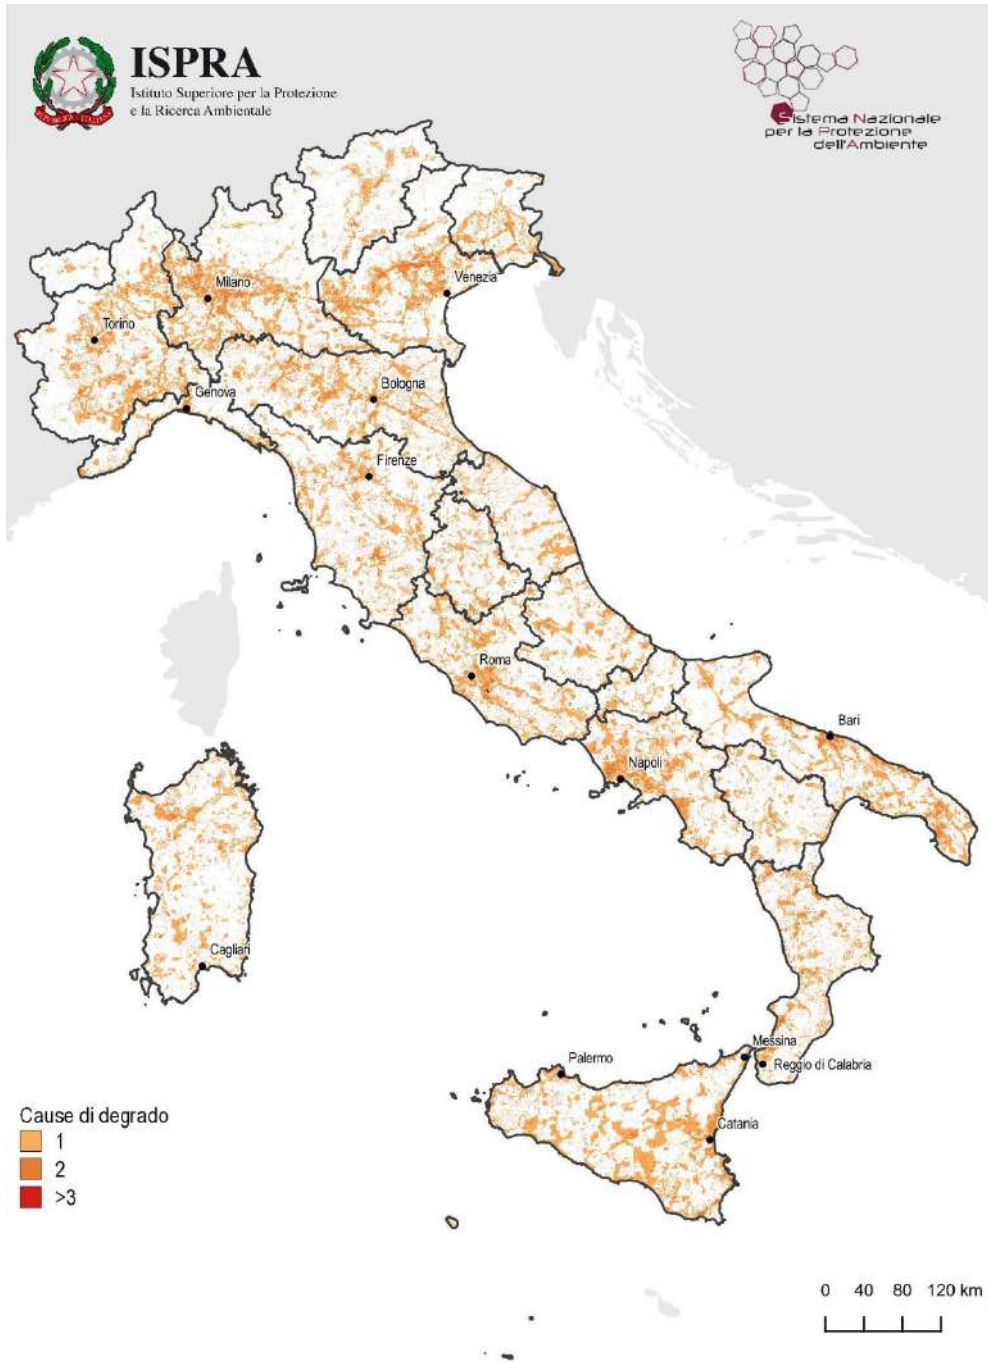 ISPRA
Istituto Superiore per la Protezione
e la Ricerca Ambientale
Sistema Nazionale
per la Protezione
dell'Ambiente
Milano
Venezia
Torino
Bologna
Genova
Firenze
Roma
Bari
Napoli
Cagliari
Messina
Palermo
Reggio di Calabria
Catania
Cause di degrado
1
2
>3
0 40 80 120 km